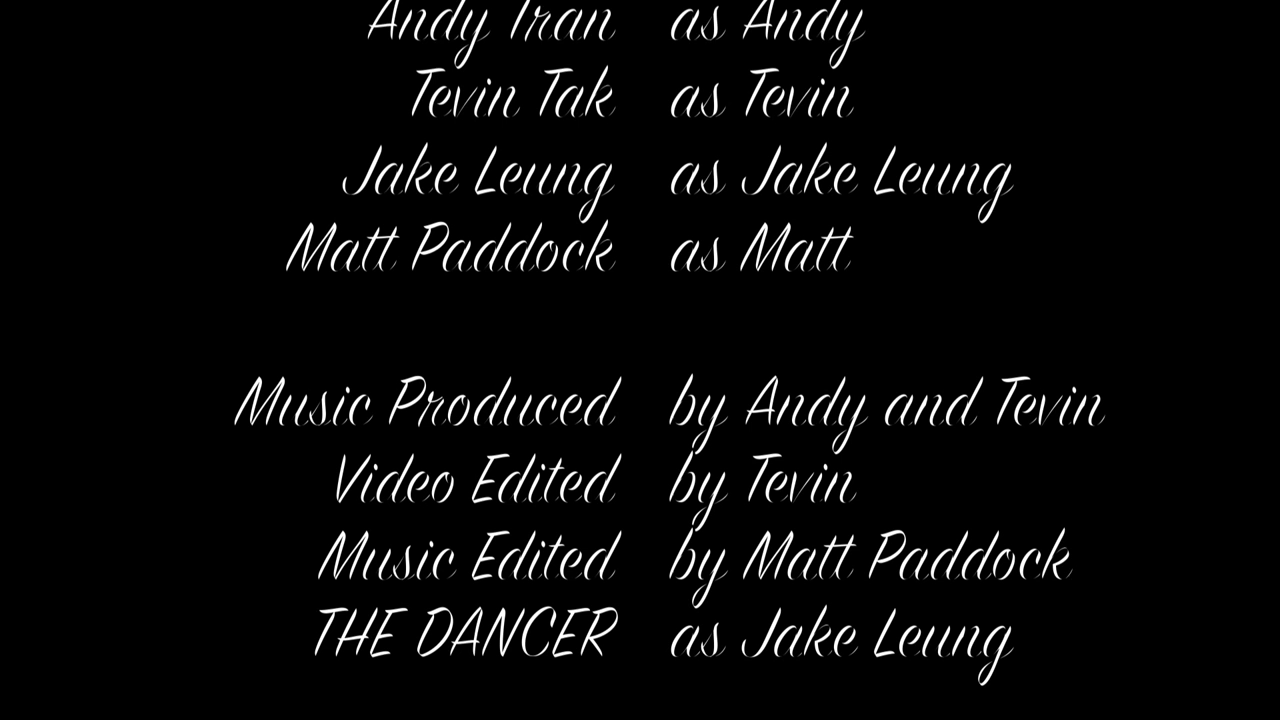 Andy Tran as Andy
Tevin Tak as Tevin
Jake Leung as Jake Leung
Matt Paddock as Matt
Music Produced by Andy and Tevin
Video Edited by Tevin
Music Edited by Matt Paddock
THE DANCER as Jake Leung